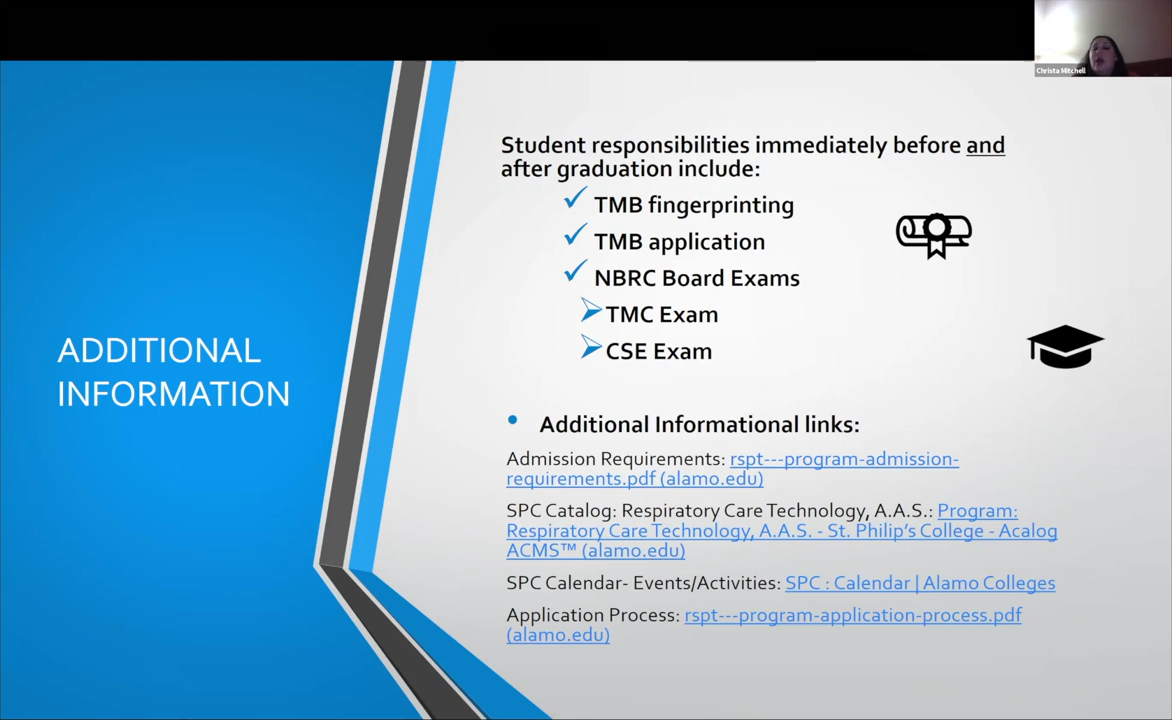 Christa Mitchell
ADDITIONAL
INFORMATION
Student responsibilities immediately before and
after graduation include:
TMB fingerprinting
TMB application
NBRC Board Exams
TMC Exam
CSE Exam
Additional Informational links:
Admission Requirements: rspt---program-admission-
requirements.pdf (alamo.edu)
SPC Catalog: Respiratory Care Technology, A.A.S.: Program:
Respiratory Care Technology, A.A.S. - St. Philip's College - Acalog
ACMS™ (alamo.edu)
SPC Calendar- Events/Activities: SPC : Calendar | Alamo Colleges
Application Process: rspt---program-application-process.pdf
(alamo.edu)